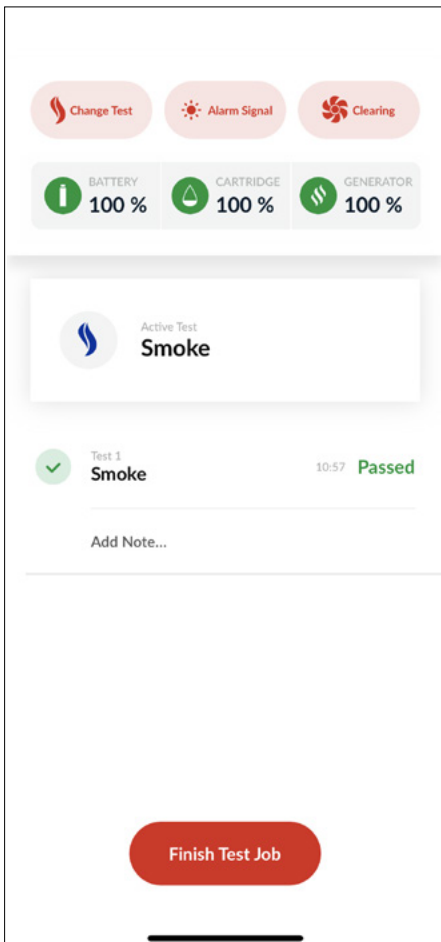 Change Test
Alarm Signal
Clearing
BATTERY
100 %
CARTRIDGE
100 %
GENERATOR
100 %
Active Test
Smoke
Test 1
Smoke
10:57 Passed
Add Note...
Finish Test Job